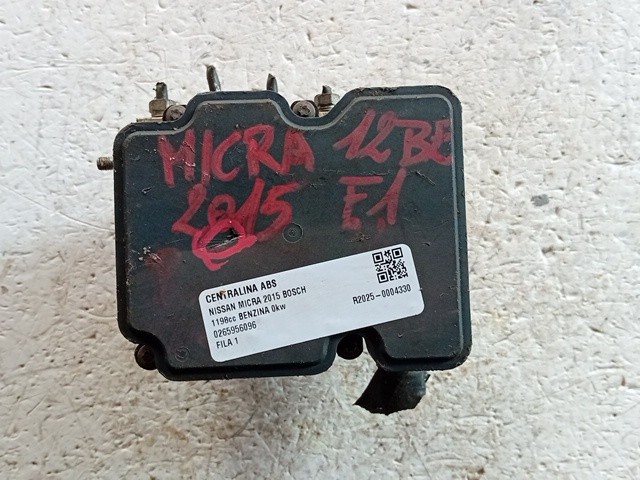 MICRA 12BE
2015 E1
CENTRALINA ABS
NISSAN MICRA 2015 BOSCH
1198cc BENZINA 0kw
0265956096
FILA 1
R2025-0004330